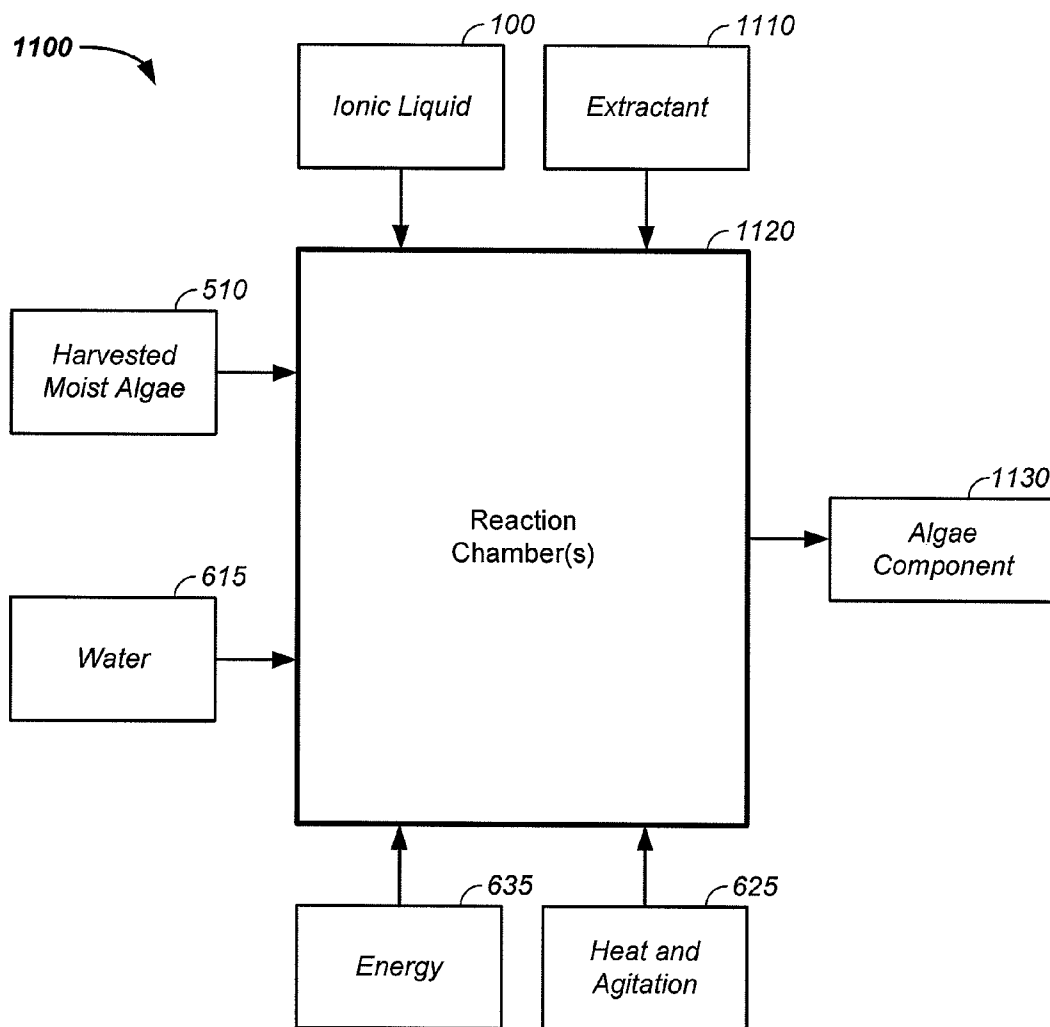 1100
100
1110
Ionic Liquid
Extractant
1120
510
Harvested
Moist Algae
Reaction
Chamber(s)
1130
Algae
Component
615
Water
635
625
Energy
Heat and
Agitation